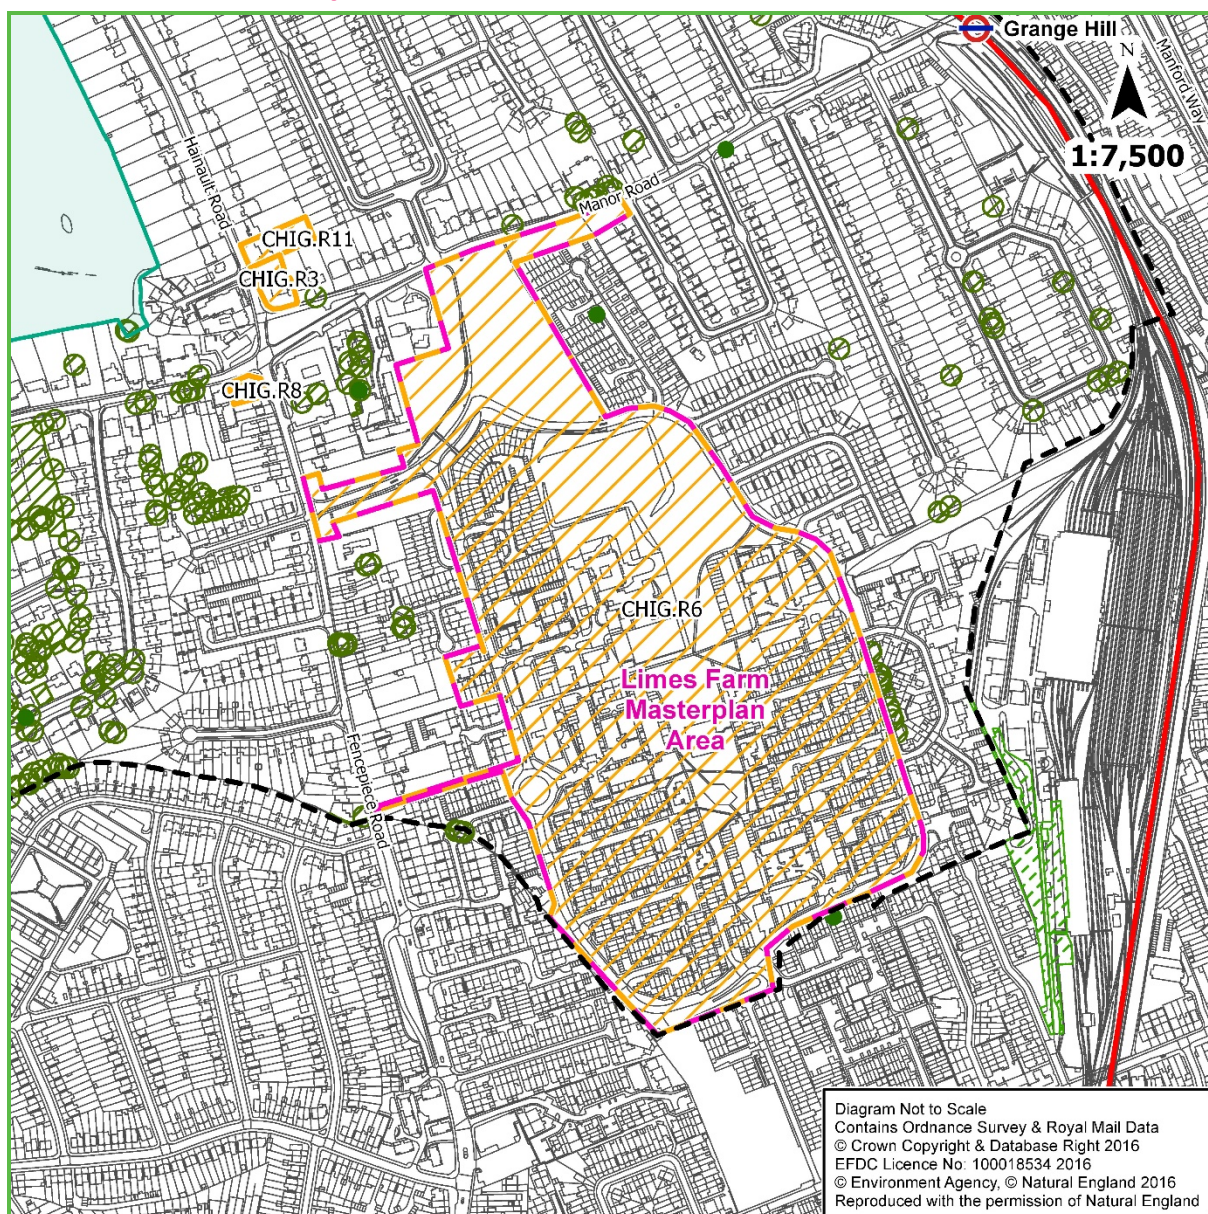 Grange Hill
N
Manford Way
1:7,500
Hainault Road
Manor Road
CHIG.R11
CHIG.R3
CHIG.R8
CHIG.R6
Limes Farm
Masterplan
Area
Fencepiece Road
Diagram Not to Scale
Contains Ordnance Survey & Royal Mail Data
© Crown Copyright & Database Right 2016
EFDC Licence No: 100018534 2016
© Environment Agency, © Natural England 2016
Reproduced with the permission of Natural England